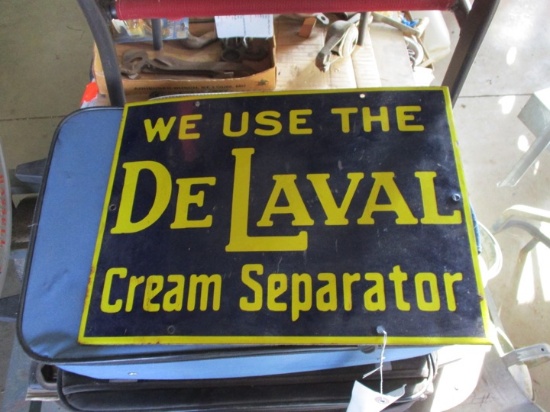 WE USE THE
DE LAVAL
Cream Separator